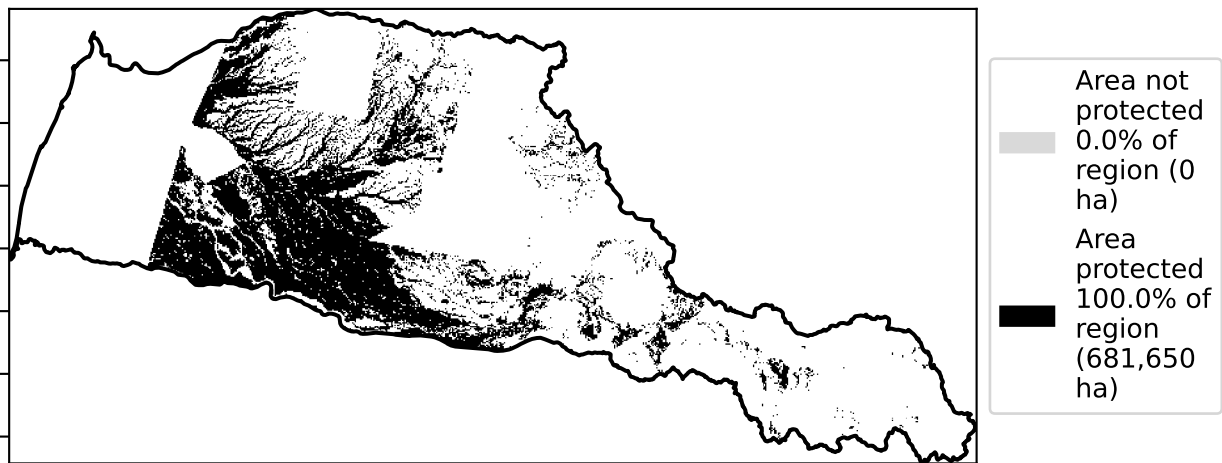 Area not
protected
0.0% of
region (0
ha)
Area
protected
100.0% of
region
(681,650
ha)